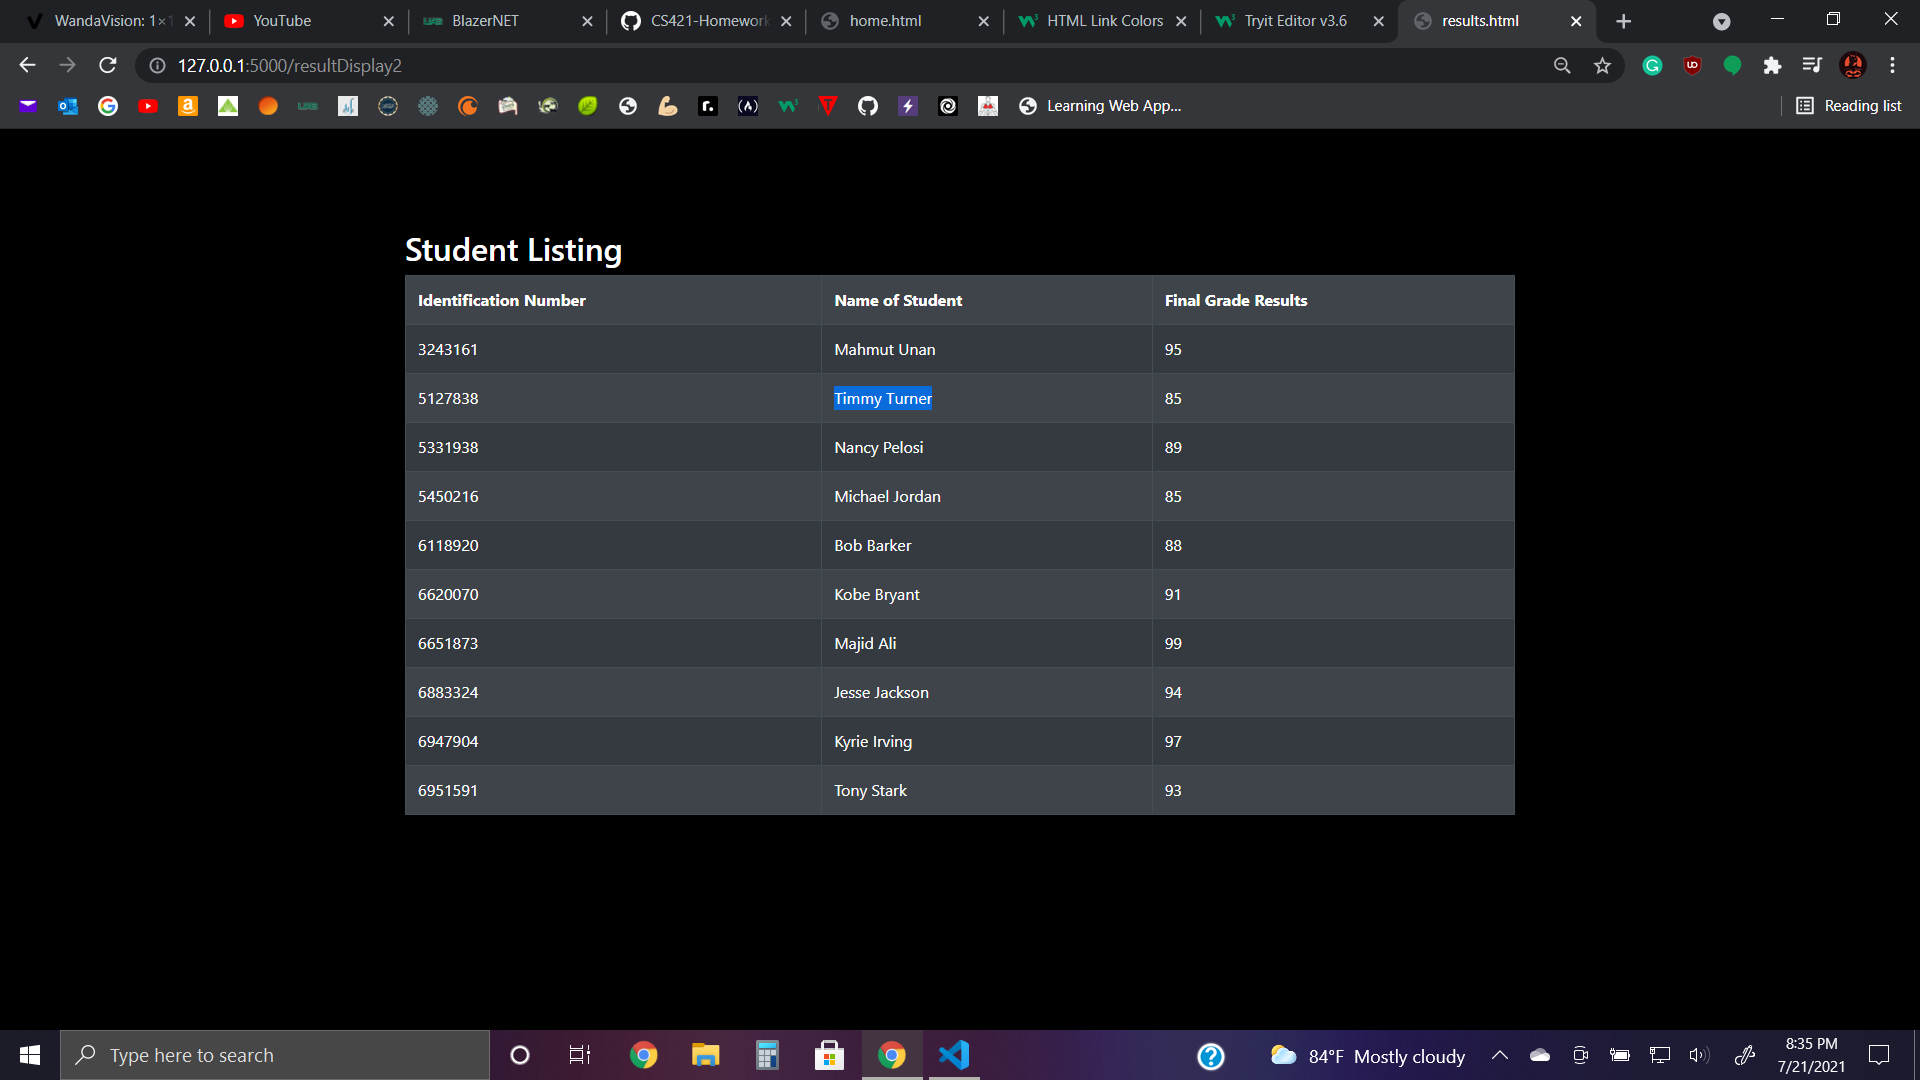 WandaVision: 1×1
YouTube
BlazerNET
CS421-Homework
home.html
HTML Link Colors
Tryit Editor v3.6
results.html
127.0.0.1:5000/resultDisplay2
Learning Web App...
Reading list
Student Listing
Identification Number Name of Student Final Grade Results
3243161 Mahmut Unan 95
5127838 Timmy Turner 85
5331938 Nancy Pelosi 89
5450216 Michael Jordan 85
6118920 Bob Barker 88
6620070 Kobe Bryant 91
6651873 Majid Ali 99
6883324 Jesse Jackson 94
6947904 Kyrie Irving 97
6951591 Tony Stark 93
Type here to search
84°F Mostly cloudy
8:35 PM
7/21/2021